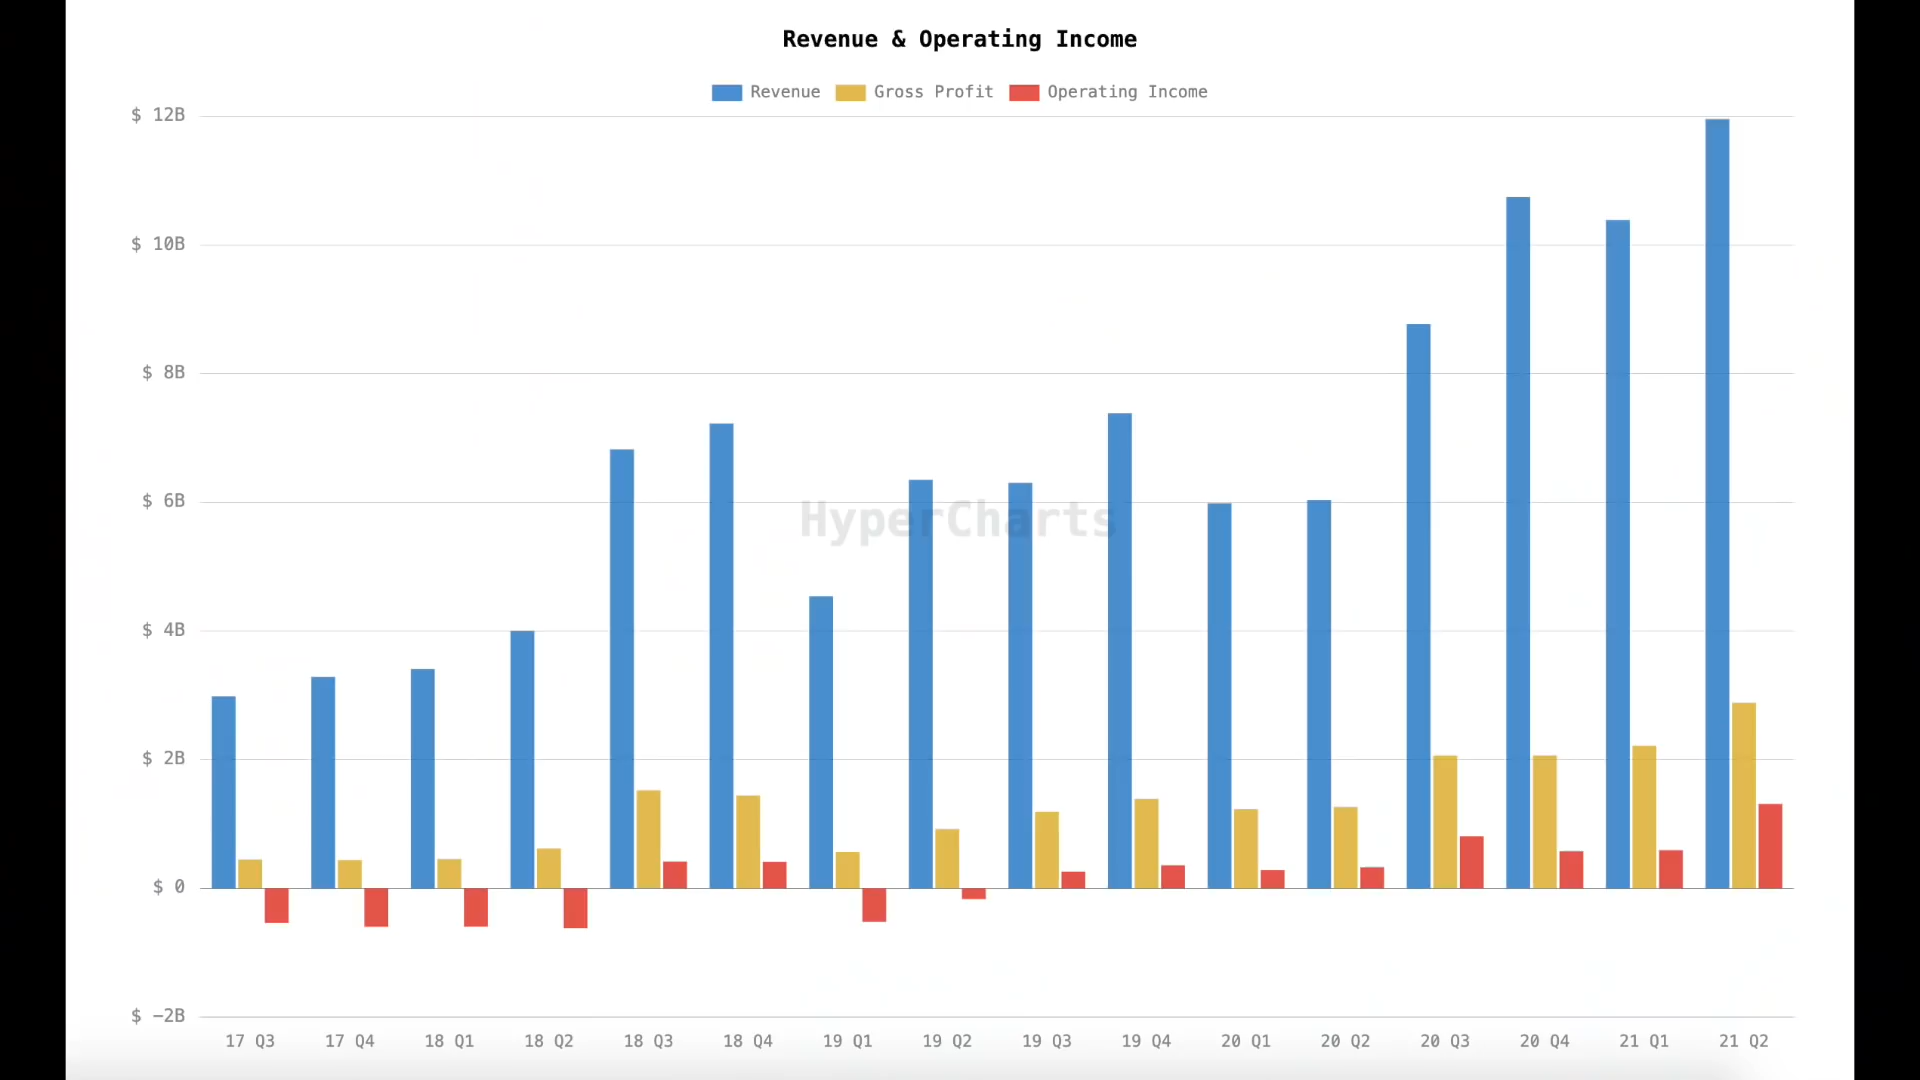 Revenue & Operating Income
Revenue Gross Profit Operating Income
$ 12B
$ 10B
$ 8B
$ 6B
$ 4B
$ 2B
$ 0
$ −2B
HyperCharts
17 Q3 17 Q4 18 Q1 18 Q2 18 Q3 18 Q4 19 Q1 19 Q2 19 Q3 19 Q4 20 Q1 20 Q2 20 Q3 20 Q4 21 Q1 21 Q2